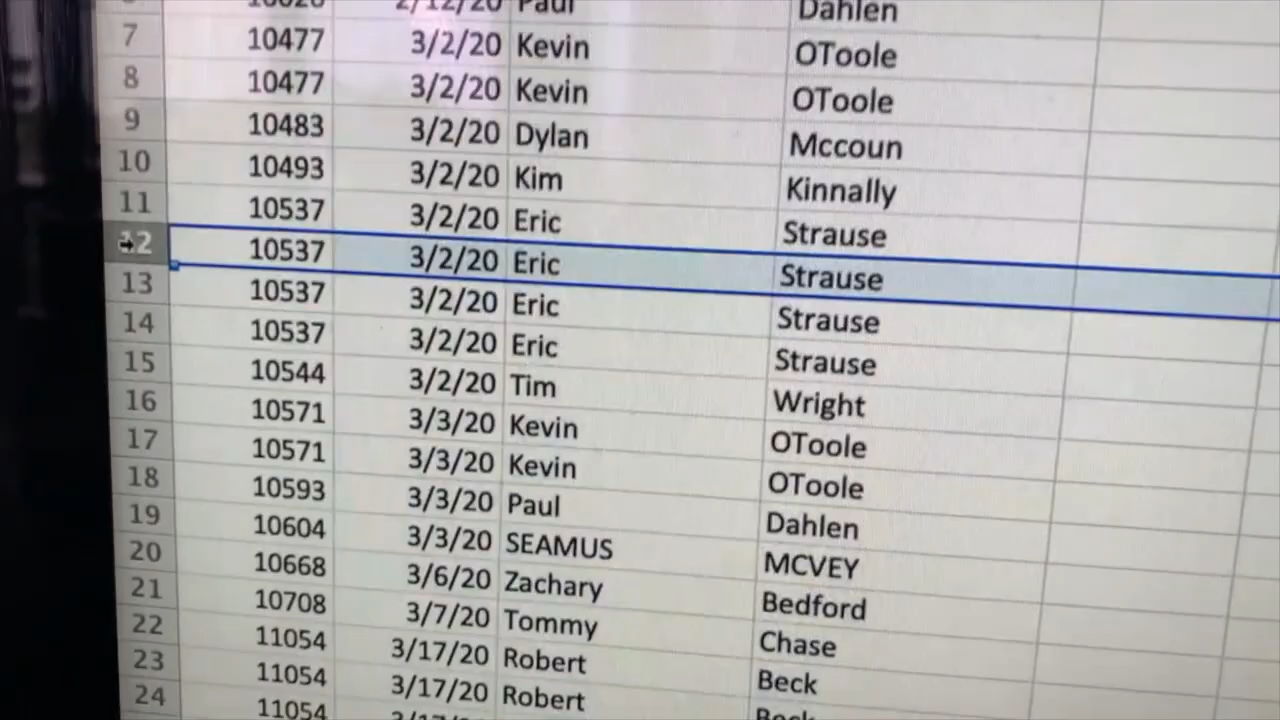 2/12/20 Paul Dahlen
7 10477 3/2/20 Kevin OToole
8 10477 3/2/20 Kevin OToole
9 10483 3/2/20 Dylan Mccoun
10 10493 3/2/20 Kim Kinnally
11 10537 3/2/20 Eric Strause
12 10537 3/2/20 Eric Strause
13 10537 3/2/20 Eric Strause
14 10537 3/2/20 Eric Strause
15 10544 3/2/20 Tim Wright
16 10571 3/3/20 Kevin OToole
17 10571 3/3/20 Kevin OToole
18 10593 3/3/20 Paul Dahlen
19 10604 3/3/20 SEAMUS MCVEY
20 10668 3/6/20 Zachary Bedford
21 10708 3/7/20 Tommy Chase
22 11054 3/17/20 Robert Beck
23 11054 3/17/20 Robert Beck
24 11054